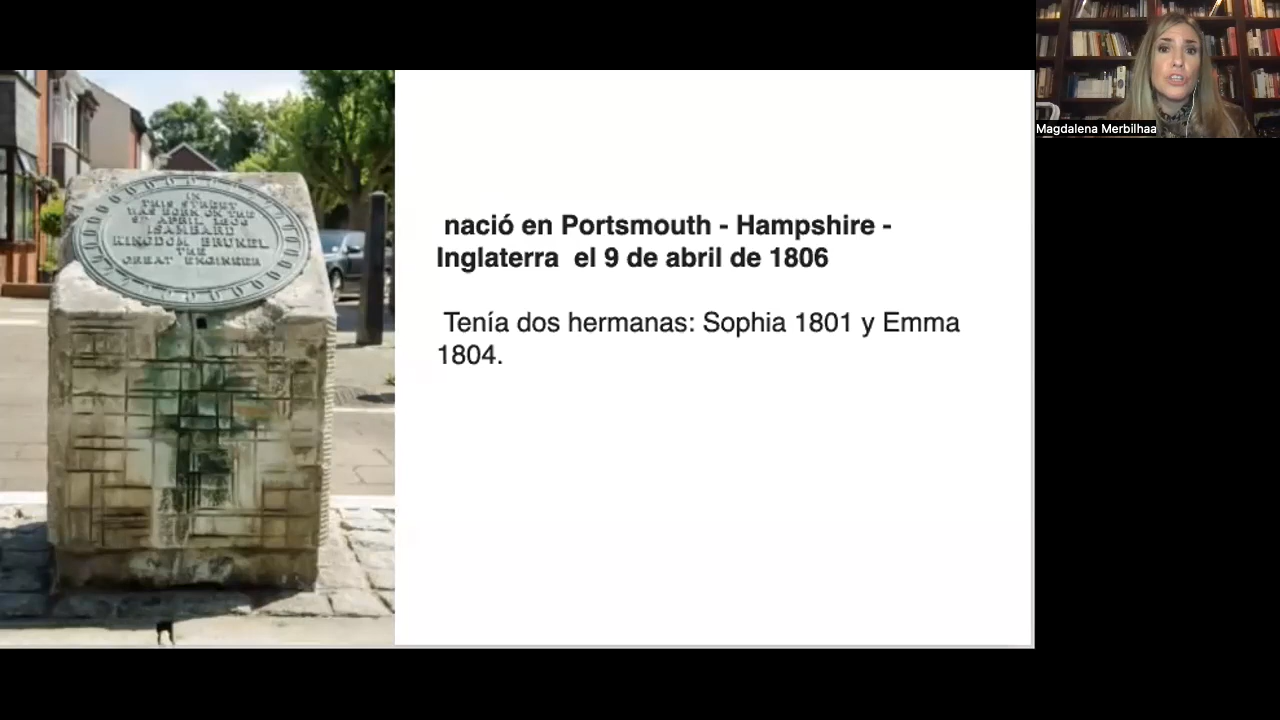 IN
THIS STREET
WAS BORN ON THE
9TH APRIL 1806
ISAMBARD
KINGDOM BRUNEL
THE
GREAT ENGINEER
nació en Portsmouth - Hampshire -
Inglaterra el 9 de abril de 1806
Tenía dos hermanas: Sophia 1801 y Emma
1804.
Magdalena Merbilhaa